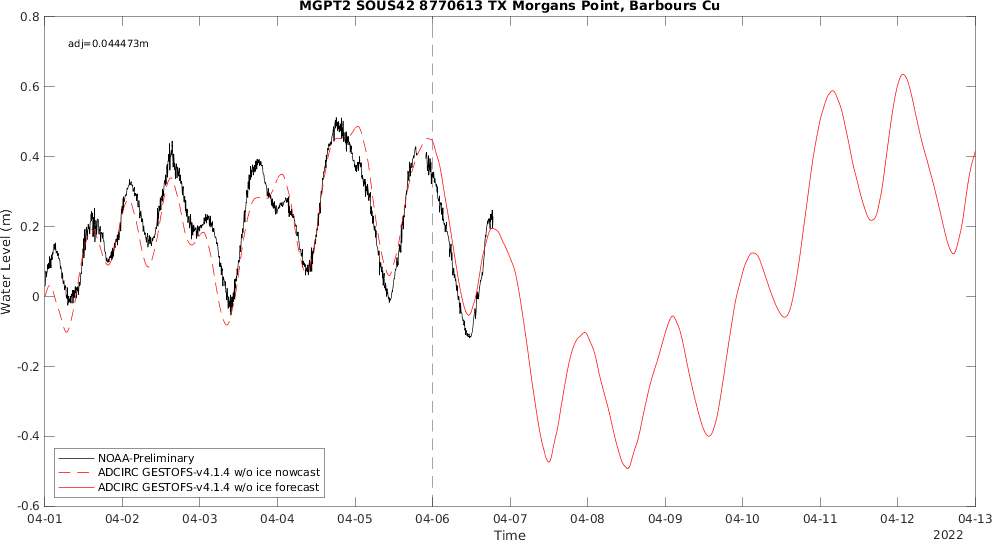 MGPT2 SOUS42 8770613 TX Morgans Point, Barbours Cu
adj=0.044473m
Water Level (m)
0.8
0.6
0.4
0.2
0
-0.2
-0.4
-0.6
NOAA-Preliminary
ADCIRC GESTOFS-v4.1.4 w/o ice nowcast
ADCIRC GESTOFS-v4.1.4 w/o ice forecast
04-01 04-02 04-03 04-04 04-05 04-06 04-07 04-08 04-09 04-10 04-11 04-12 04-13
Time
2022